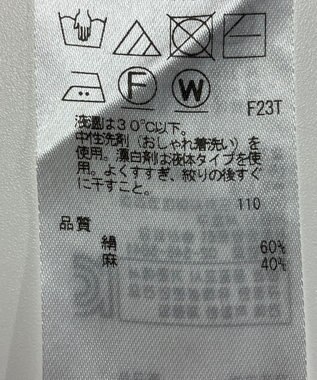 F W
F23T
液温は30℃以下。
中性洗剤(おしゃれ着洗い)を
使用。漂白剤は液体タイプを使
用。よくすすぎ、絞りの後すぐ
に干すこと。
110
品質
絹 60%
麻 40%